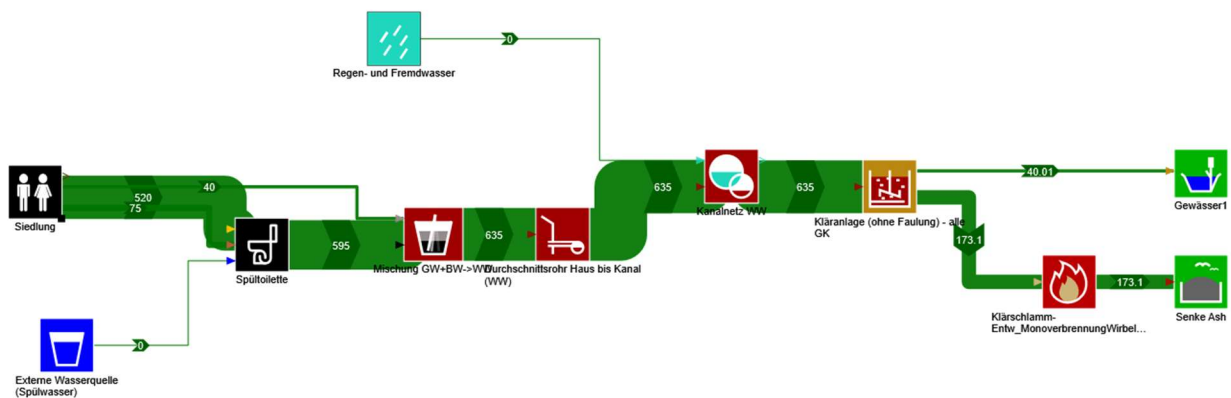 0
Regen- und Fremdwasser
520
40
75
Siedlung
595
Spültoilette
0
Externe Wasserquelle
(Spülwasser)
635
Mischung GW+BW->WW
(WW)
Durchschnittsrohr Haus bis Kanal
635
Kanalnetz WW
635
Kläranlage (ohne Faulung) - alle
GK
40.01
Gewässer1
173.1
Klärschlamm-
Entw_MonoverbrennungWirbel...
173.1
Senke Ash